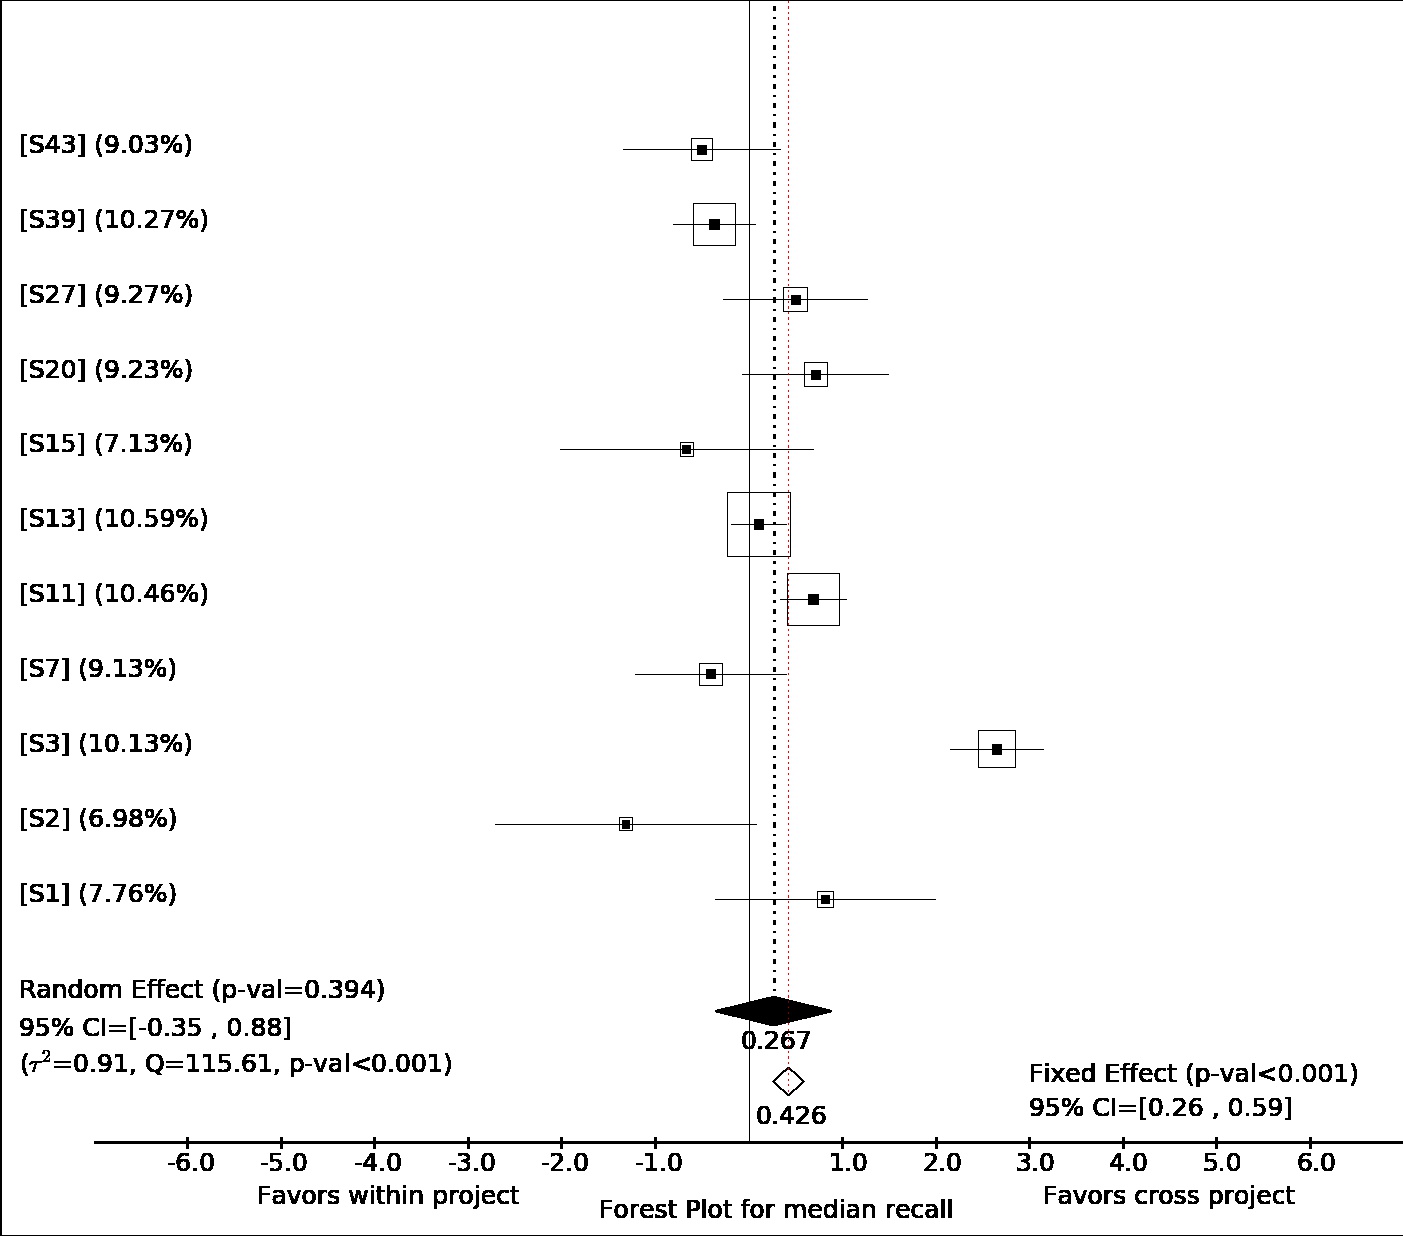 [S43] (9.03%)
[S39] (10.27%)
[S27] (9.27%)
[S20] (9.23%)
[S15] (7.13%)
[S13] (10.59%)
[S11] (10.46%)
[S7] (9.13%)
[S3] (10.13%)
[S2] (6.98%)
[S1] (7.76%)
Random Effect (p-val=0.394)
95% CI=[-0.35 , 0.88]
(τ²=0.91, Q=115.61, p-val<0.001)
0.267
0.426
Fixed Effect (p-val<0.001)
95% CI=[0.26 , 0.59]
-6.0 -5.0 -4.0 -3.0 -2.0 -1.0 1.0 2.0 3.0 4.0 5.0 6.0
Favors within project
Forest Plot for median recall
Favors cross project